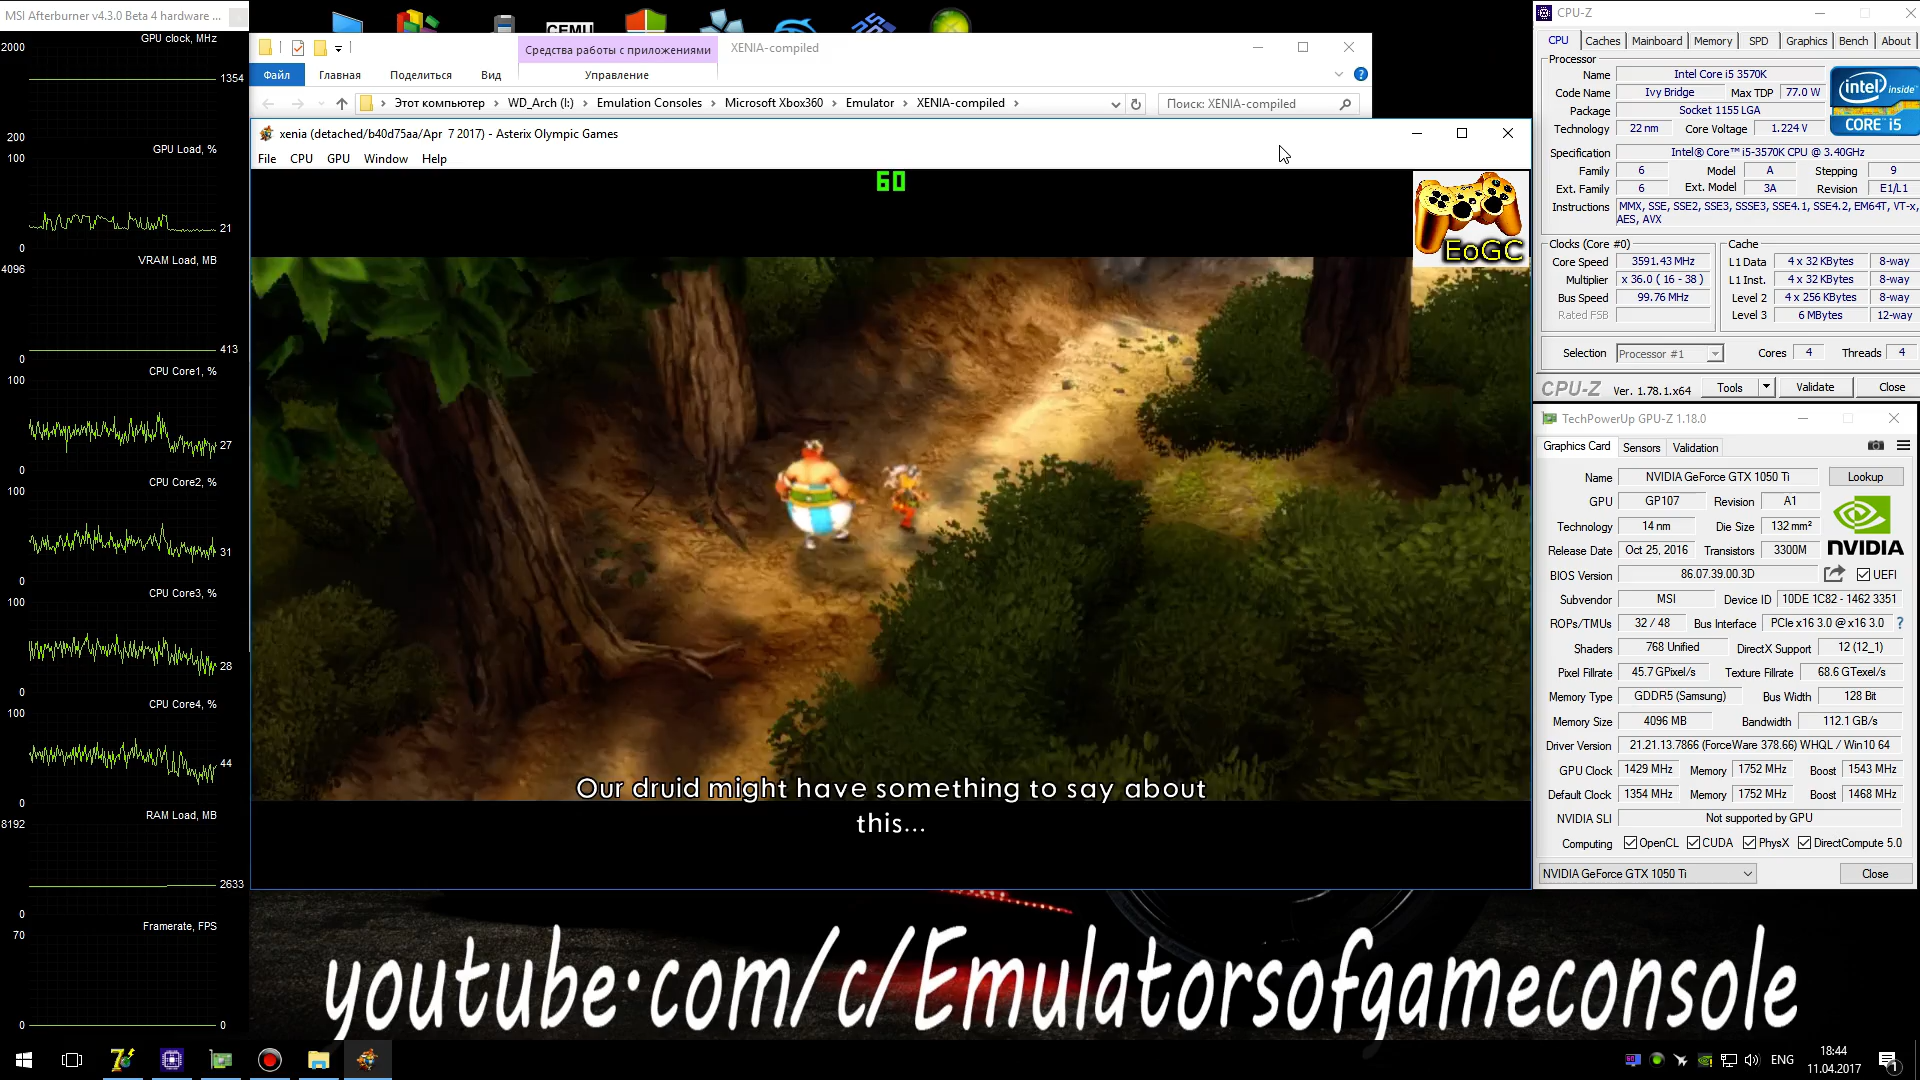 MSI Afterburner v4.3.0 Beta 4 hardware ...
GPU clock, MHz
2000
1354
200
GPU Load, %
100
21
0
VRAM Load, MB
4096
413
0
CPU Core1, %
100
27
0
CPU Core2, %
100
31
0
CPU Core3, %
100
28
0
CPU Core4, %
100
44
0
RAM Load, MB
8192
2633
0
Framerate, FPS
70
0
0
CEMU
Средства работы с приложениями
XENIA-compiled
Файл
Главная
Поделиться
Вид
Управление
Этот компьютер
WD_Arch (I:)
Emulation Consoles
Microsoft Xbox360
Emulator
XENIA-compiled
Поиск: XENIA-compiled
xenia (detached/b40d75aa/Apr 7 2017) - Asterix Olympic Games
File CPU GPU Window Help
60
EoGC
Our druid might have something to say about
this...
youtube.com/c/Emulatorsofgameconsole
CPU-Z
CPU Caches Mainboard Memory SPD Graphics Bench About
Processor
Name Intel Core i5 3570K
Code Name Ivy Bridge Max TDP 77.0 W
Package Socket 1155 LGA
Technology 22 nm Core Voltage 1.224 V
intel inside
CORE i5
Specification Intel® Core™ i5-3570K CPU @ 3.40GHz
Family 6 Model A Stepping 9
Ext. Family 6 Ext. Model 3A Revision E1/L1
Instructions MMX, SSE, SSE2, SSE3, SSSE3, SSE4.1, SSE4.2, EM64T, VT-x,
AES, AVX
Clocks (Core #0)
Core Speed 3591.43 MHz
Multiplier x 36.0 ( 16 - 38 )
Bus Speed 99.76 MHz
Rated FSB
Cache
L1 Data 4 x 32 KBytes 8-way
L1 Inst. 4 x 32 KBytes 8-way
Level 2 4 x 256 KBytes 8-way
Level 3 6 MBytes 12-way
Selection Processor #1 Cores 4 Threads 4
CPU-Z Ver. 1.78.1.x64 Tools Validate Close
TechPowerUp GPU-Z 1.18.0
Graphics Card Sensors Validation
Name NVIDIA GeForce GTX 1050 Ti Lookup
GPU GP107 Revision A1
Technology 14 nm Die Size 132 mm²
Release Date Oct 25, 2016 Transistors 3300M
NVIDIA
BIOS Version 86.07.39.00.3D UEFI
Subvendor MSI Device ID 10DE 1C82 - 1462 3351
ROPs/TMUs 32 / 48 Bus Interface PCIe x16 3.0 @ x16 3.0 ?
Shaders 768 Unified DirectX Support 12 (12_1)
Pixel Fillrate 45.7 GPixel/s Texture Fillrate 68.6 GTexel/s
Memory Type GDDR5 (Samsung) Bus Width 128 Bit
Memory Size 4096 MB Bandwidth 112.1 GB/s
Driver Version 21.21.13.7866 (ForceWare 378.66) WHQL / Win10 64
GPU Clock 1429 MHz Memory 1752 MHz Boost 1543 MHz
Default Clock 1354 MHz Memory 1752 MHz Boost 1468 MHz
NVIDIA SLI Not supported by GPU
Computing OpenCL CUDA PhysX DirectCompute 5.0
NVIDIA GeForce GTX 1050 Ti Close
ENG
18:44
11.04.2017
1